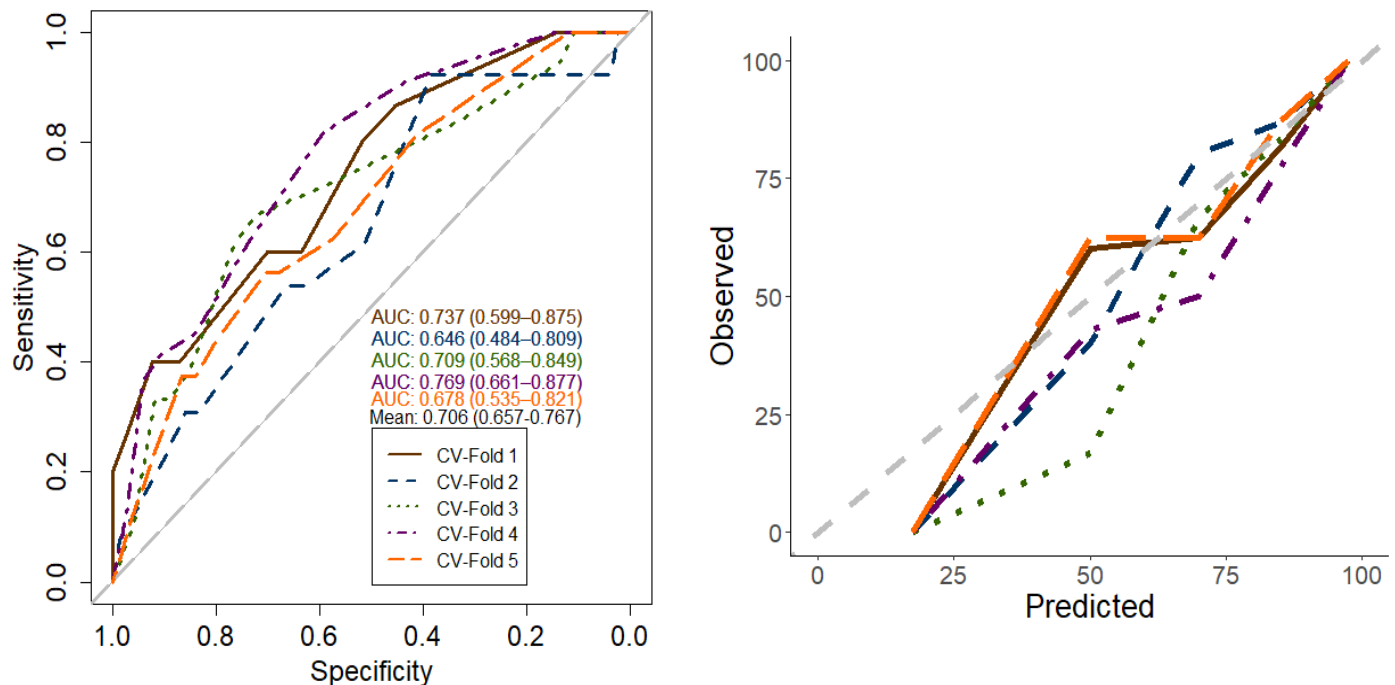 1.0
0.8
0.6
0.4
0.2
0.0
Sensitivity
AUC: 0.737 (0.599–0.875)
AUC: 0.646 (0.484–0.809)
AUC: 0.709 (0.568–0.849)
AUC: 0.769 (0.661–0.877)
AUC: 0.678 (0.535–0.821)
Mean: 0.706 (0.657-0.767)
CV-Fold 1
CV-Fold 2
CV-Fold 3
CV-Fold 4
CV-Fold 5
1.0 0.8 0.6 0.4 0.2 0.0
Specificity
100
75
50
25
0
Observed
0 25 50 75 100
Predicted